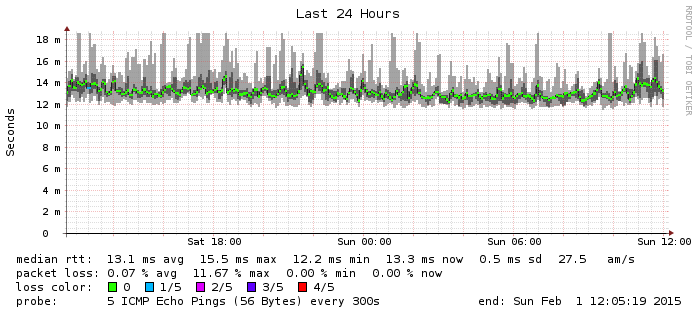 Last 24 Hours
RRDTOOL / TOBI OETIKER
Seconds
18 m
16 m
14 m
12 m
10 m
8 m
6 m
4 m
2 m
0
Sat 18:00 Sun 00:00 Sun 06:00 Sun 12:00
median rtt: 13.1 ms avg 15.5 ms max 12.2 ms min 13.3 ms now 0.5 ms sd 27.5 am/s
packet loss: 0.07 % avg 11.67 % max 0.00 % min 0.00 % now
loss color: 0 1/5 2/5 3/5 4/5
probe: 5 ICMP Echo Pings (56 Bytes) every 300s end: Sun Feb 1 12:05:19 2015